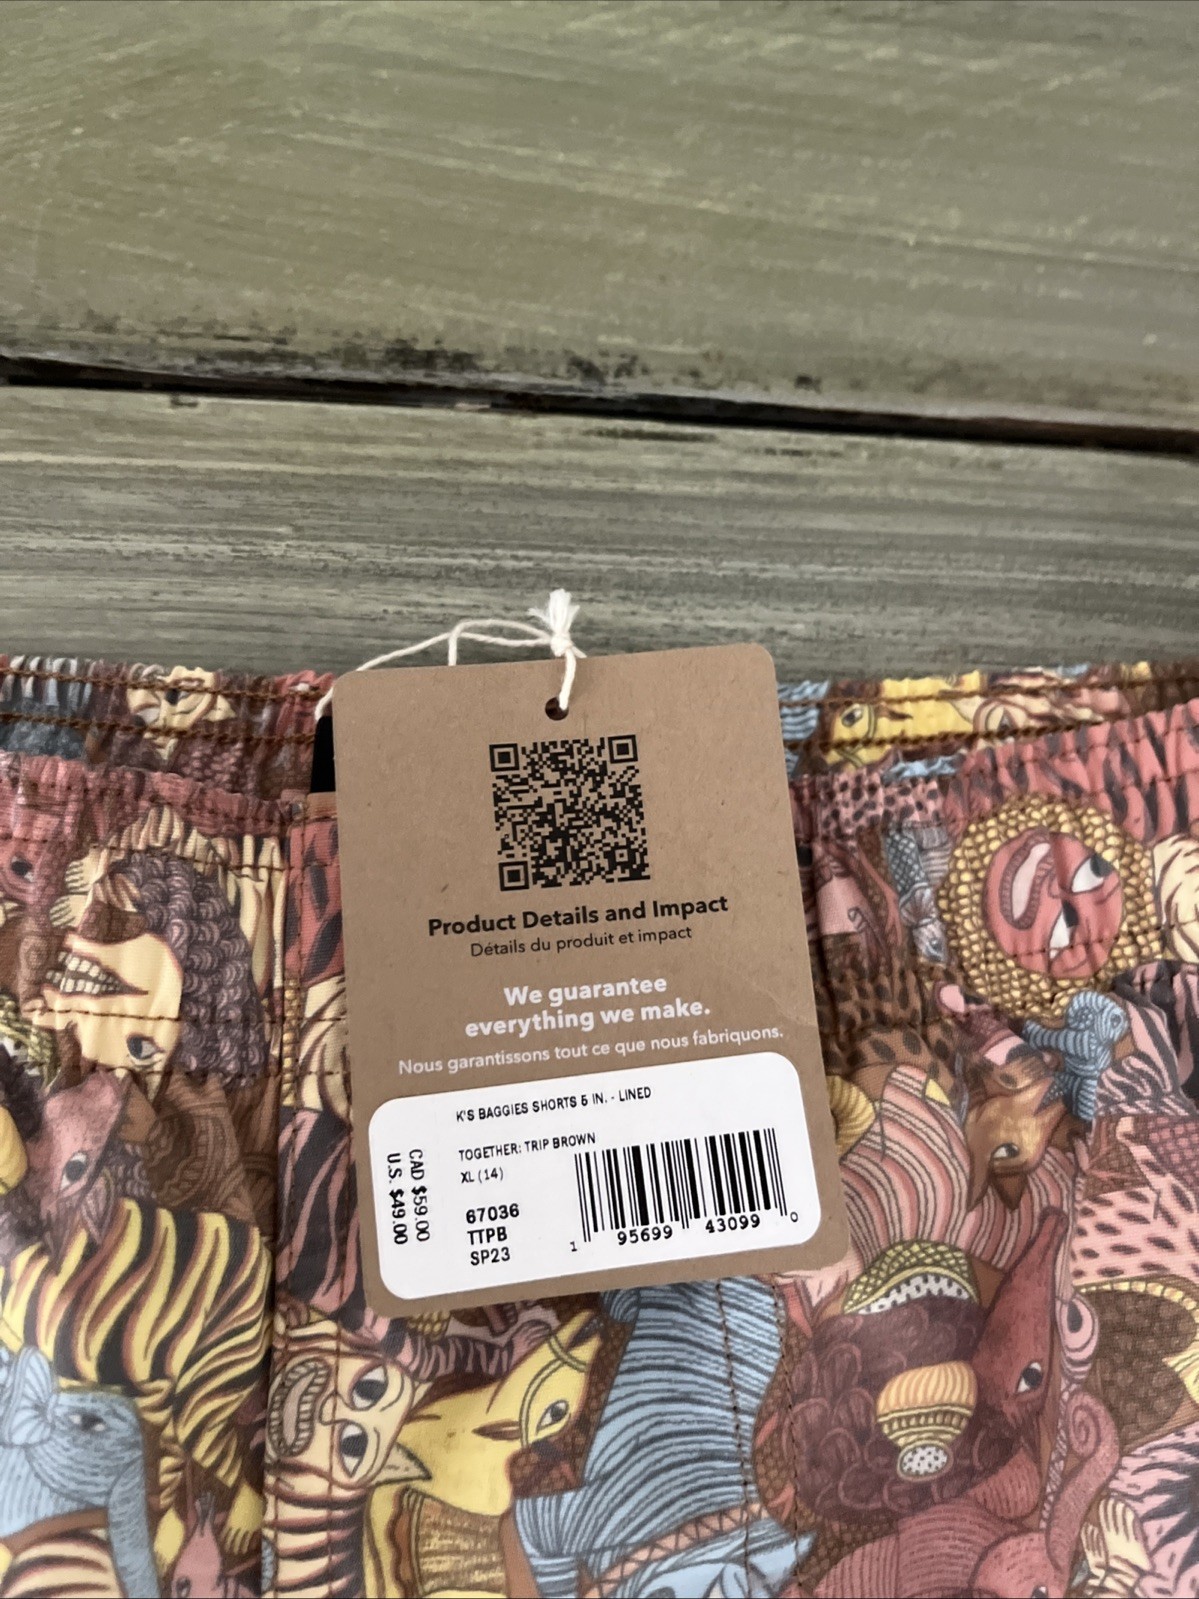 Product Details and Impact
Détails du produit et impact
We guarantee
everything we make.
Nous garantissons tout ce que nous fabriquons.
K'S BAGGIES SHORTS 5 IN. - LINED
TOGETHER: TRIP BROWN
XL (14)
67036
TTPB
SP23
CAD $59.00
U.S. $49.00
1 95699 43099 0